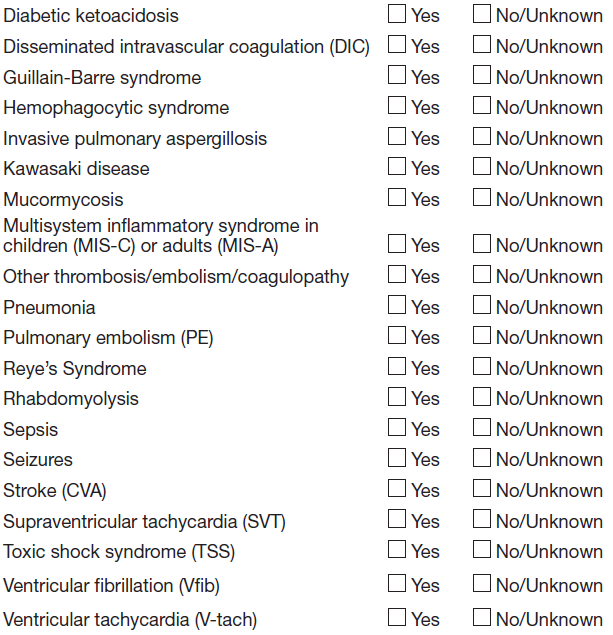 Diabetic ketoacidosis ☐ Yes ☐ No/Unknown
Disseminated intravascular coagulation (DIC) ☐ Yes ☐ No/Unknown
Guillain-Barre syndrome ☐ Yes ☐ No/Unknown
Hemophagocytic syndrome ☐ Yes ☐ No/Unknown
Invasive pulmonary aspergillosis ☐ Yes ☐ No/Unknown
Kawasaki disease ☐ Yes ☐ No/Unknown
Mucormycosis ☐ Yes ☐ No/Unknown
Multisystem inflammatory syndrome in
children (MIS-C) or adults (MIS-A) ☐ Yes ☐ No/Unknown
Other thrombosis/embolism/coagulopathy ☐ Yes ☐ No/Unknown
Pneumonia ☐ Yes ☐ No/Unknown
Pulmonary embolism (PE) ☐ Yes ☐ No/Unknown
Reye’s Syndrome ☐ Yes ☐ No/Unknown
Rhabdomyolysis ☐ Yes ☐ No/Unknown
Sepsis ☐ Yes ☐ No/Unknown
Seizures ☐ Yes ☐ No/Unknown
Stroke (CVA) ☐ Yes ☐ No/Unknown
Supraventricular tachycardia (SVT) ☐ Yes ☐ No/Unknown
Toxic shock syndrome (TSS) ☐ Yes ☐ No/Unknown
Ventricular fibrillation (Vfib) ☐ Yes ☐ No/Unknown
Ventricular tachycardia (V-tach) ☐ Yes ☐ No/Unknown